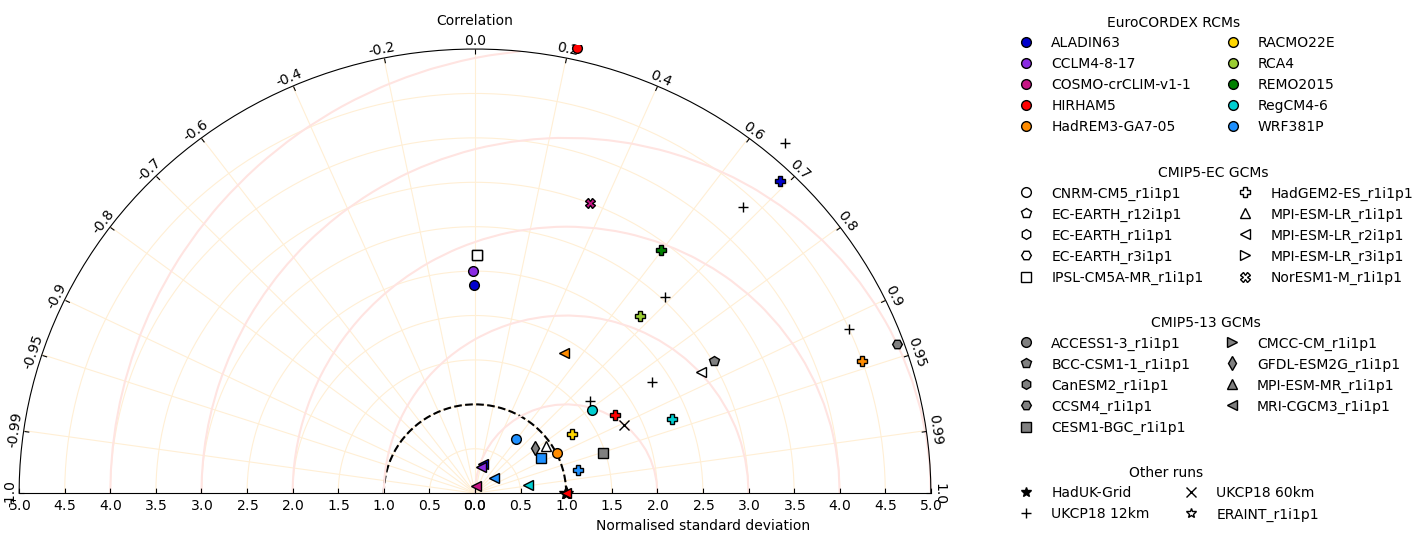 Correlation
0.0
-0.2
0.2
-0.4
0.4
-0.6
0.6
-0.7
0.7
-0.8
0.8
-0.9
0.9
-0.95
0.95
-0.99
0.99
-1.0
1.0
5.0 4.5 4.0 3.5 3.0 2.5 2.0 1.5 1.0 0.5 0.0 0.5 1.0 1.5 2.0 2.5 3.0 3.5 4.0 4.5 5.0
Normalised standard deviation
EuroCORDEX RCMs
ALADIN63 RACMO22E
CCLM4-8-17 RCA4
COSMO-crCLIM-v1-1 REMO2015
HIRHAM5 RegCM4-6
HadREM3-GA7-05 WRF381P
CMIP5-EC GCMs
CNRM-CM5_r1i1p1 HadGEM2-ES_r1i1p1
EC-EARTH_r12i1p1 MPI-ESM-LR_r1i1p1
EC-EARTH_r1i1p1 MPI-ESM-LR_r2i1p1
EC-EARTH_r3i1p1 MPI-ESM-LR_r3i1p1
IPSL-CM5A-MR_r1i1p1 NorESM1-M_r1i1p1
CMIP5-13 GCMs
ACCESS1-3_r1i1p1 CMCC-CM_r1i1p1
BCC-CSM1-1_r1i1p1 GFDL-ESM2G_r1i1p1
CanESM2_r1i1p1 MPI-ESM-MR_r1i1p1
CCSM4_r1i1p1 MRI-CGCM3_r1i1p1
CESM1-BGC_r1i1p1
Other runs
HadUK-Grid UKCP18 60km
UKCP18 12km ERAINT_r1i1p1